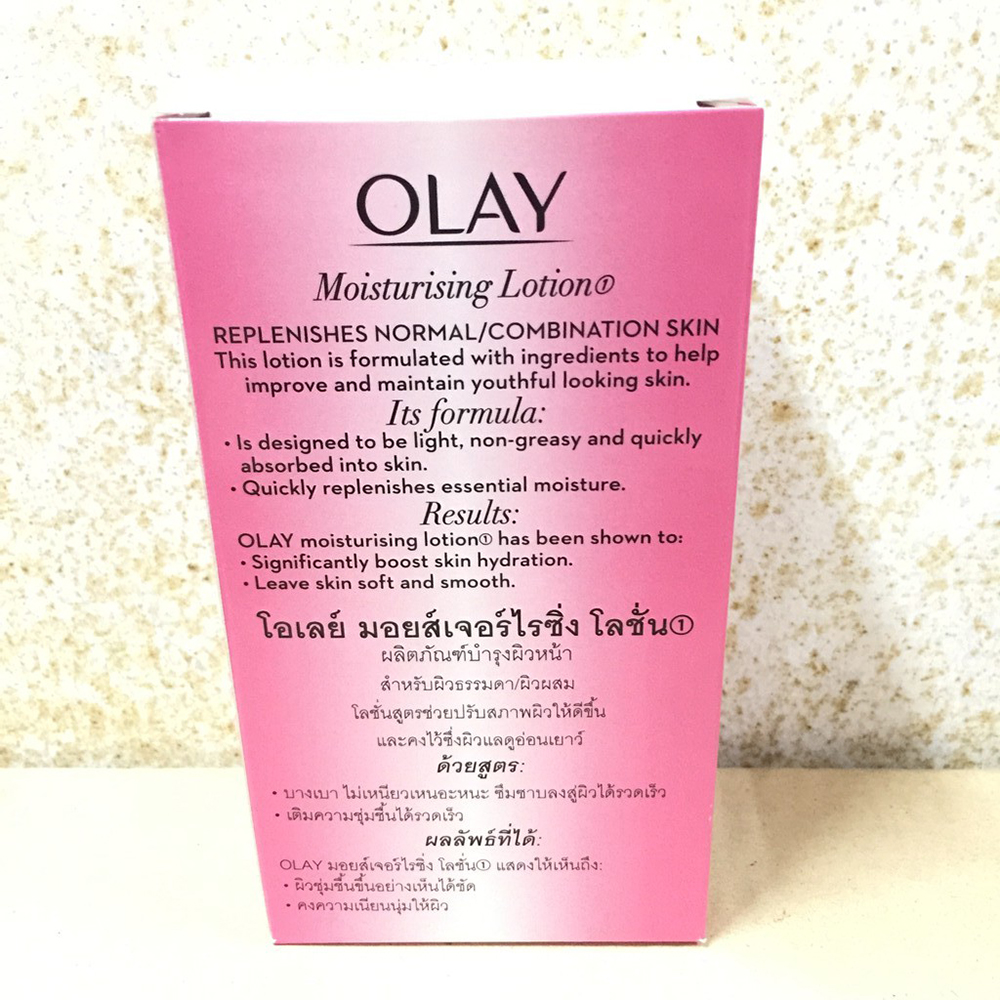 OLAY
Moisturising Lotion①
REPLENISHES NORMAL/COMBINATION SKIN
This lotion is formulated with ingredients to help
improve and maintain youthful looking skin.
Its formula:
• Is designed to be light, non-greasy and quickly
absorbed into skin.
• Quickly replenishes essential moisture.
Results:
OLAY moisturising lotion① has been shown to:
• Significantly boost skin hydration.
• Leave skin soft and smooth.
โอเลย์ มอยส์เจอร์ไรซิ่ง โลชั่น①
ผลิตภัณฑ์บำรุงผิวหน้า
สำหรับผิวธรรมดา/ผิวผสม
โลชั่นสูตรช่วยปรับสภาพผิวให้ดีขึ้น
และคงไว้ซึ่งผิวแลดูอ่อนเยาว์
ด้วยสูตร:
• บางเบา ไม่เหนียวเหนอะหนะ ซึมซาบลงสู่ผิวได้รวดเร็ว
• เติมความชุ่มชื้นได้รวดเร็ว
ผลลัพธ์ที่ได้:
OLAY มอยส์เจอร์ไรซิ่ง โลชั่น① แสดงให้เห็นถึง:
• ผิวชุ่มชื้นขึ้นอย่างเห็นได้ชัด
• คงความเนียนนุ่มให้ผิว